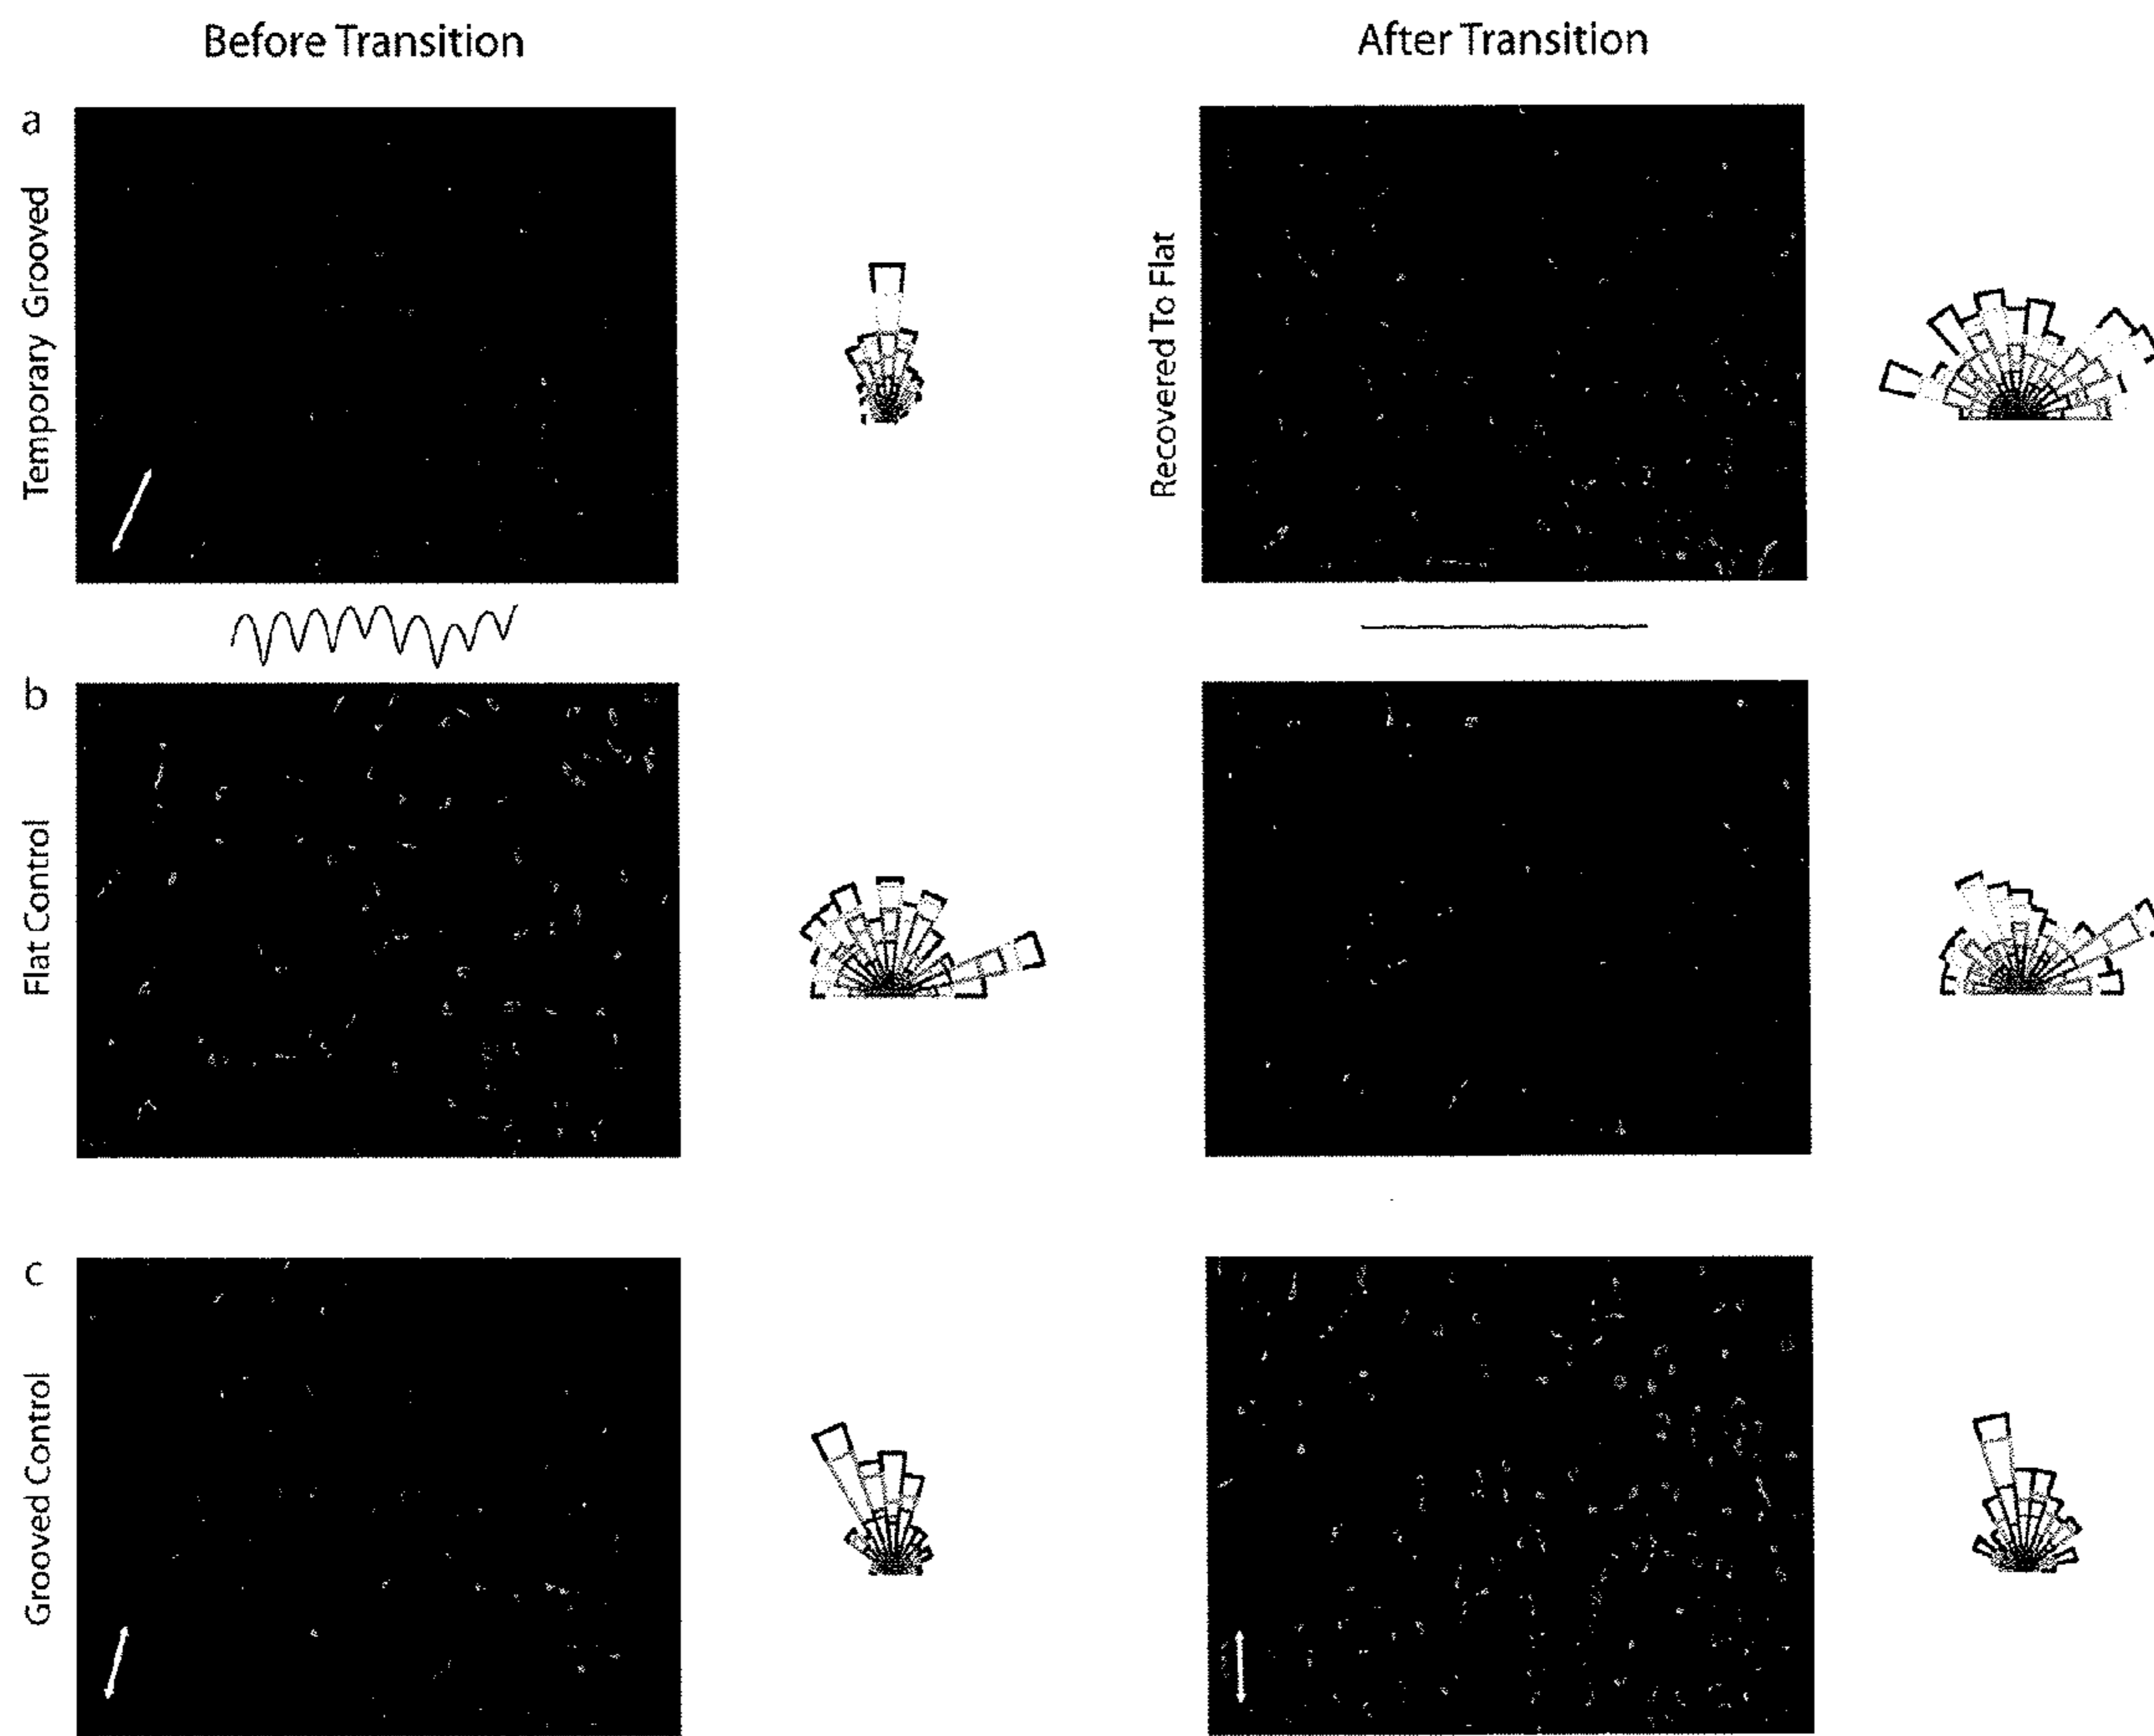 Before Transition
After Transition
a
Temporary Grooved
Recovered To Flat
b
Flat Control
c
Grooved Control